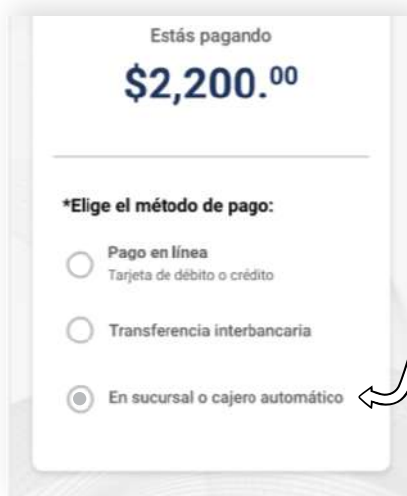 Estás pagando
$2,200.00
*Elige el método de pago:
Pago en línea
Tarjeta de débito o crédito
Transferencia interbancaria
En sucursal o cajero automático